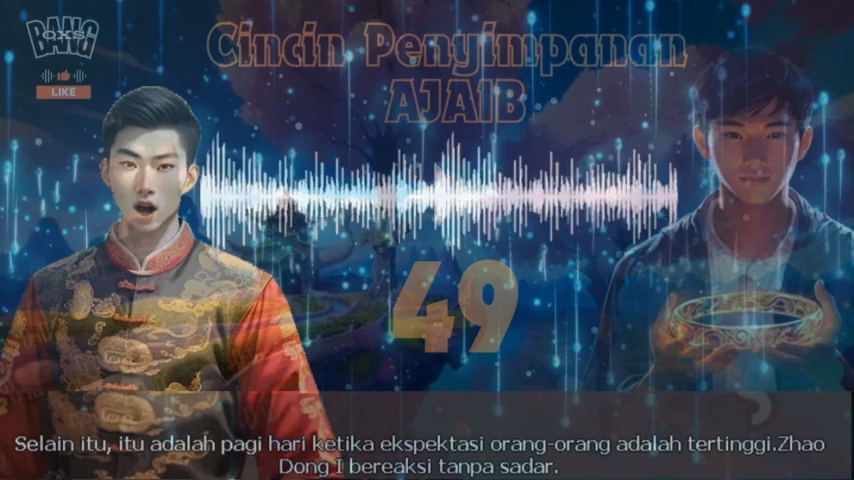 BANG
OXS
LIKE
Cincin Penyimpanan
AJAIB
49
Selain itu, itu adalah pagi hari ketika ekspektasi orang-orang adalah tertinggi.Zhao
Dong I bereaksi tanpa sadar.